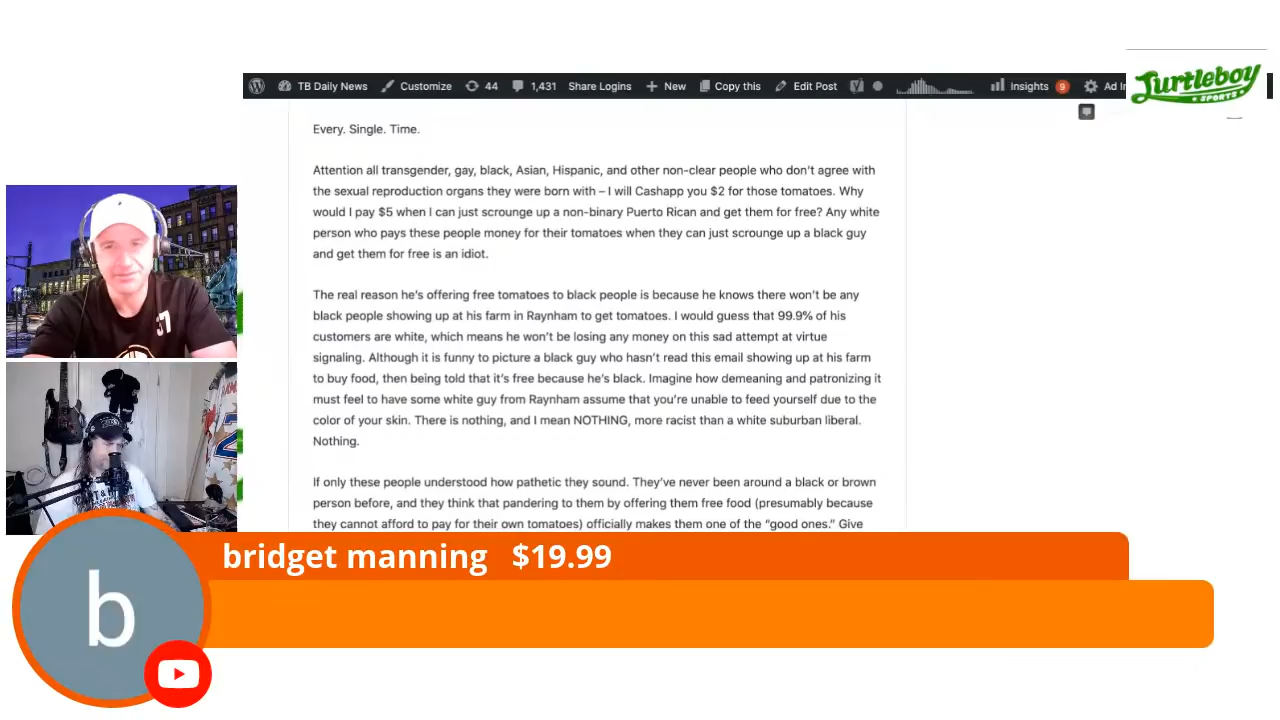 TB Daily News Customize 44 1,431 Share Logins New Copy this Edit Post Insights 9 Ad In
Turtleboy
SPORTS
Every. Single. Time.
Attention all transgender, gay, black, Asian, Hispanic, and other non-clear people who don't agree with
the sexual reproduction organs they were born with – I will Cashapp you $2 for those tomatoes. Why
would I pay $5 when I can just scrounge up a non-binary Puerto Rican and get them for free? Any white
person who pays these people money for their tomatoes when they can just scrounge up a black guy
and get them for free is an idiot.
The real reason he's offering free tomatoes to black people is because he knows there won't be any
black people showing up at his farm in Raynham to get tomatoes. I would guess that 99.9% of his
customers are white, which means he won't be losing any money on this sad attempt at virtue
signaling. Although it is funny to picture a black guy who hasn't read this email showing up at his farm
to buy food, then being told that it's free because he's black. Imagine how demeaning and patronizing it
must feel to have some white guy from Raynham assume that you're unable to feed yourself due to the
color of your skin. There is nothing, and I mean NOTHING, more racist than a white suburban liberal.
Nothing.
If only these people understood how pathetic they sound. They've never been around a black or brown
person before, and they think that pandering to them by offering them free food (presumably because
they cannot afford to pay for their own tomatoes) officially makes them one of the "good ones." Give
37
bridget manning $19.99
b